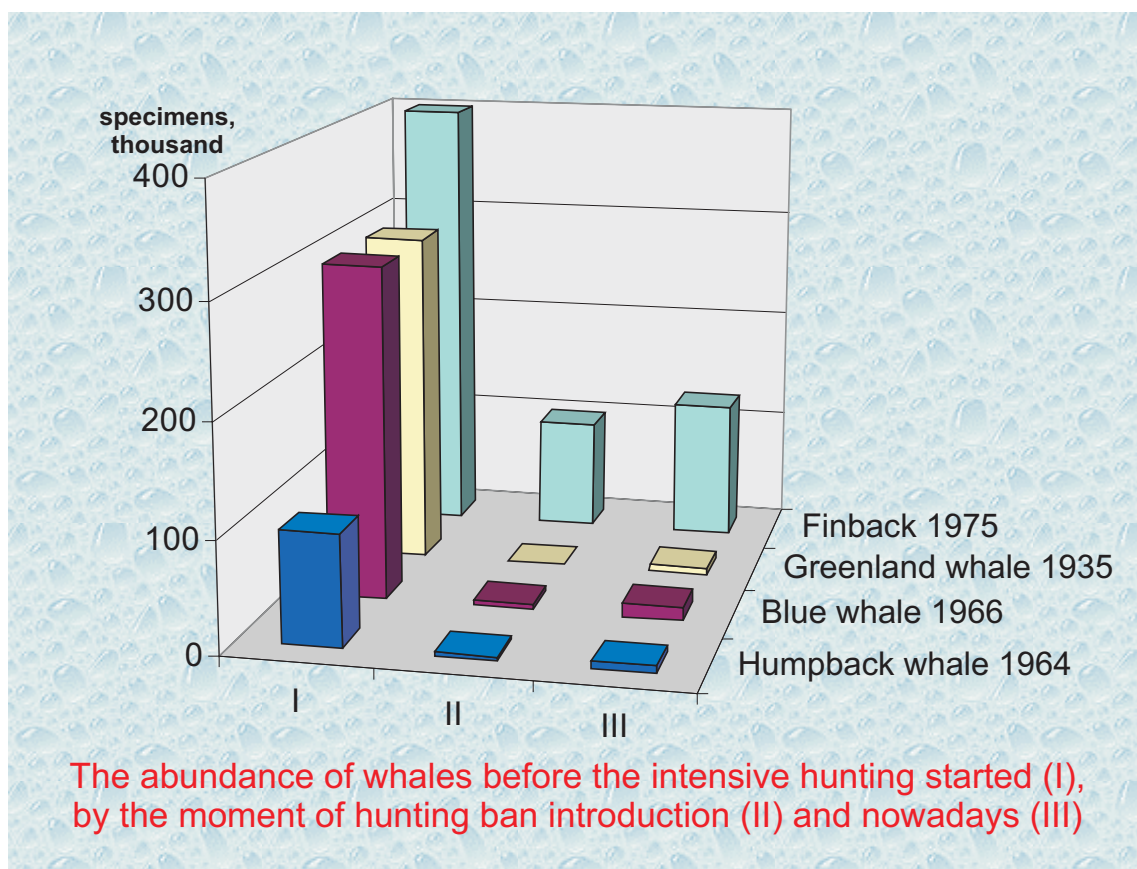 specimens,
thousand
400
300
200
100
0
I
II
III
Finback 1975
Greenland whale 1935
Blue whale 1966
Humpback whale 1964
The abundance of whales before the intensive hunting started (I),
by the moment of hunting ban introduction (II) and nowadays (III)